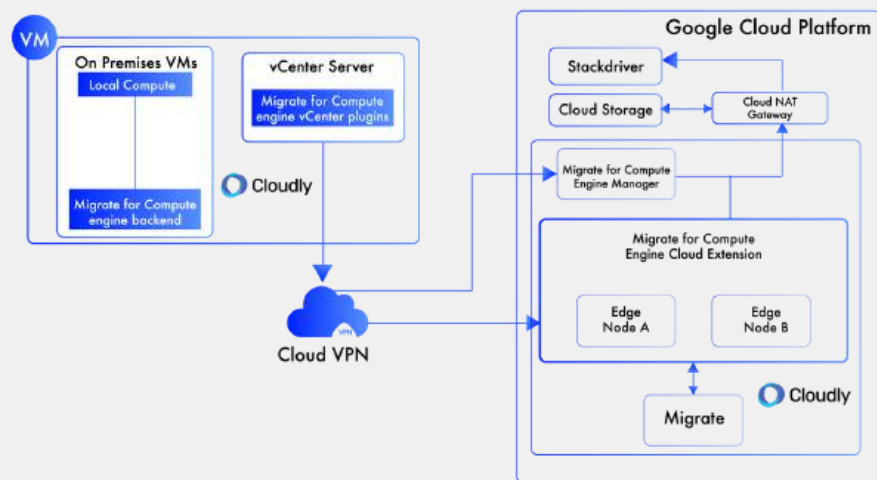 VM
On Premises VMs
Local Compute
Migrate for Compute
engine backend
vCenter Server
Migrate for Compute
engine vCenter plugins
Cloudly
VPN
Cloud VPN
Google Cloud Platform
Stackdriver
Cloud Storage
Cloud NAT
Gateway
Migrate for Compute
Engine Manager
Migrate for Compute
Engine Cloud Extension
Edge
Node A
Edge
Node B
Migrate
Cloudly